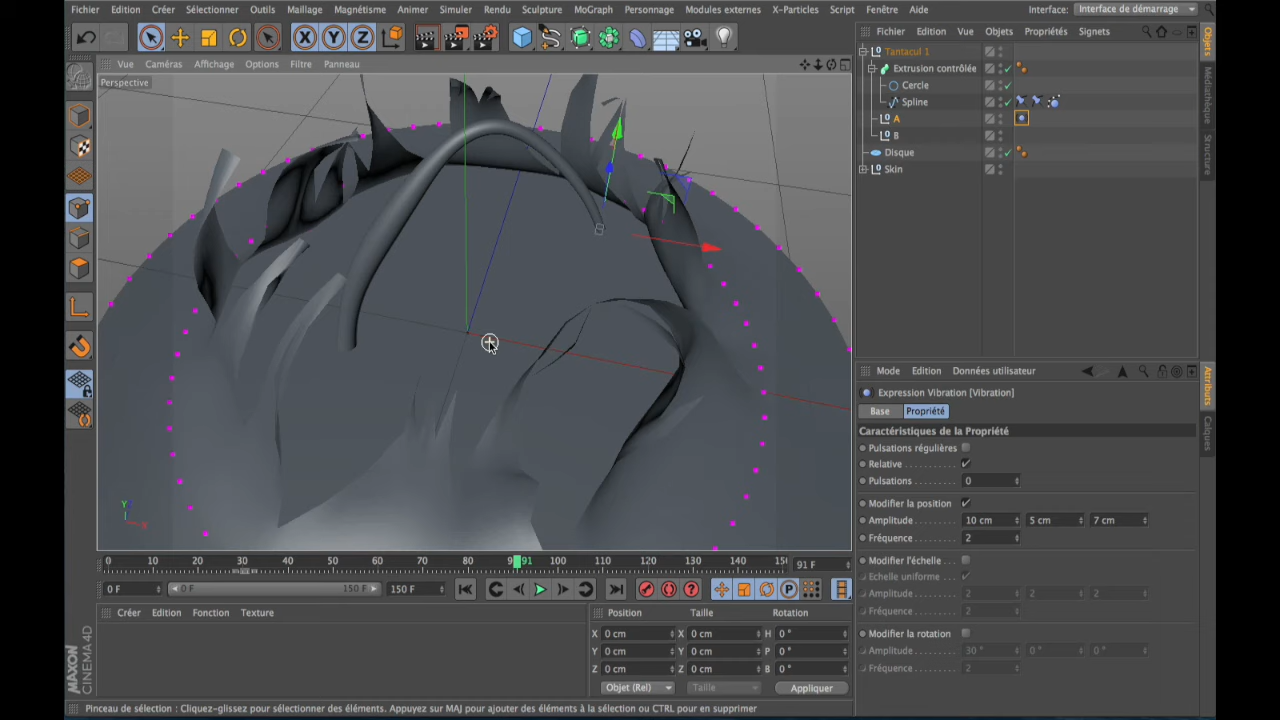 Fichier Edition Créer Sélectionner Outils Maillage Magnétisme Animer Simuler Rendu Sculpture MoGraph Personnage Modules externes X-Particles Script Fenêtre Aide Interface: Interface de démarrage
Vue Caméras Affichage Options Filtre Panneau
Perspective
Y
X
Fichier Edition Vue Objets Propriétés Signets
Tantacul 1
Extrusion contrôlée
Cercle
Spline
A
B
Disque
Skin
Objets
Médiathèque
Structure
Mode Edition Données utilisateur
Expression Vibration [Vibration]
Base Propriété
Caractéristiques de la Propriété
Pulsations régulières
Relative
Pulsations 0
Modifier la position
Amplitude 10 cm 5 cm 7 cm
Fréquence 2
Modifier l'échelle
Echelle uniforme
Amplitude 2 2 2
Fréquence 2
Modifier la rotation
Amplitude 30 ° 0 ° 0 °
Fréquence 2
Attributs
Calques
0 10 20 30 40 50 60 70 80 91 100 110 120 130 140 15( 91 F
0 F 0 F 150 F 150 F
Créer Edition Fonction Texture
Position Taille Rotation
X 0 cm X 0 cm H 0 °
Y 0 cm Y 0 cm P 0 °
Z 0 cm Z 0 cm B 0 °
Objet (Rel) Taille Appliquer
MAXON
CINEMA 4D
Pinceau de sélection : Cliquez-glissez pour sélectionner des éléments. Appuyez sur MAJ pour ajouter des éléments à la sélection ou CTRL pour en supprimer